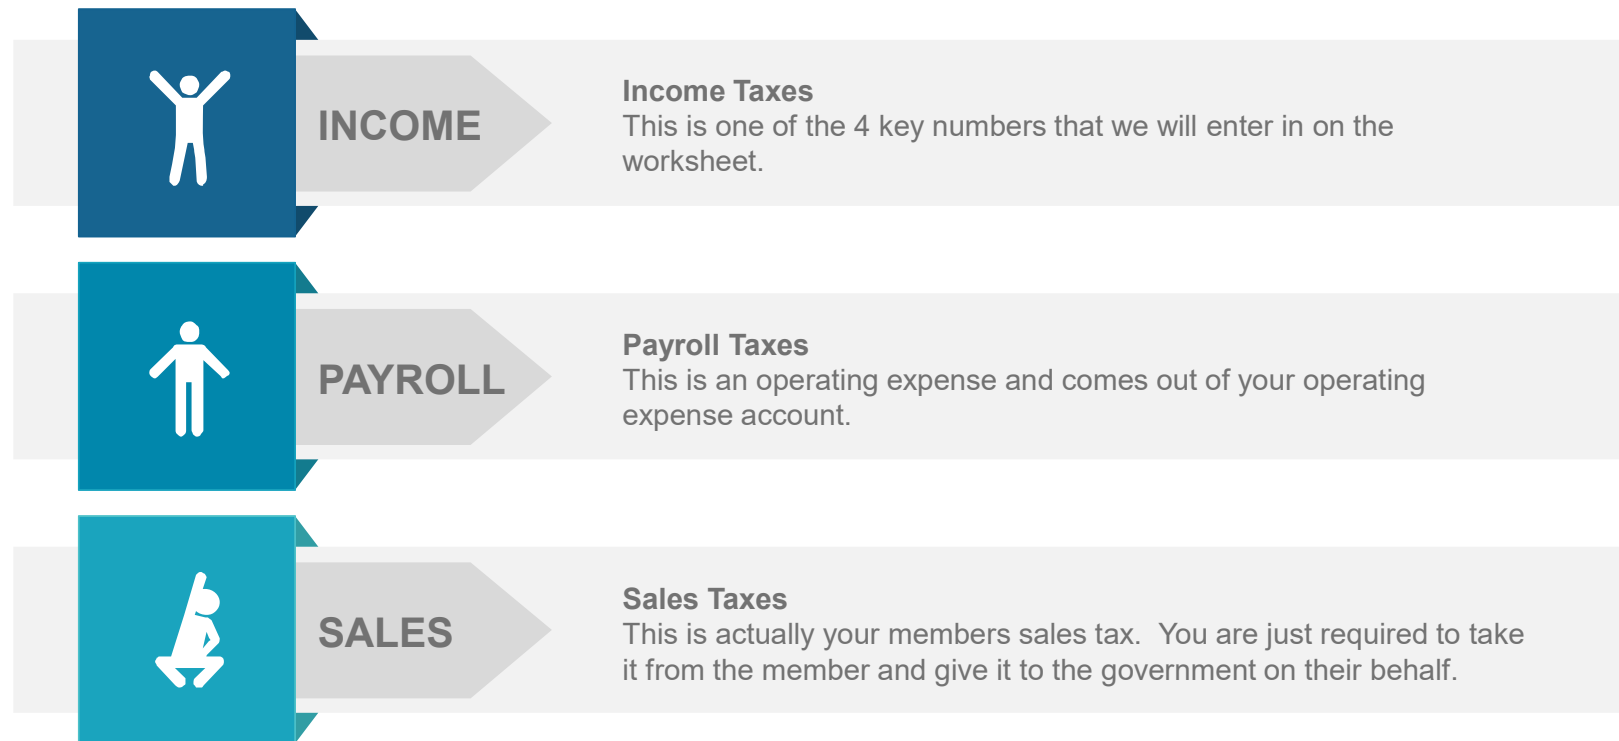 INCOME
Income Taxes
This is one of the 4 key numbers that we will enter in on the
worksheet.
PAYROLL
Payroll Taxes
This is an operating expense and comes out of your operating
expense account.
SALES
Sales Taxes
This is actually your members sales tax.  You are just required to take
it from the member and give it to the government on their behalf.